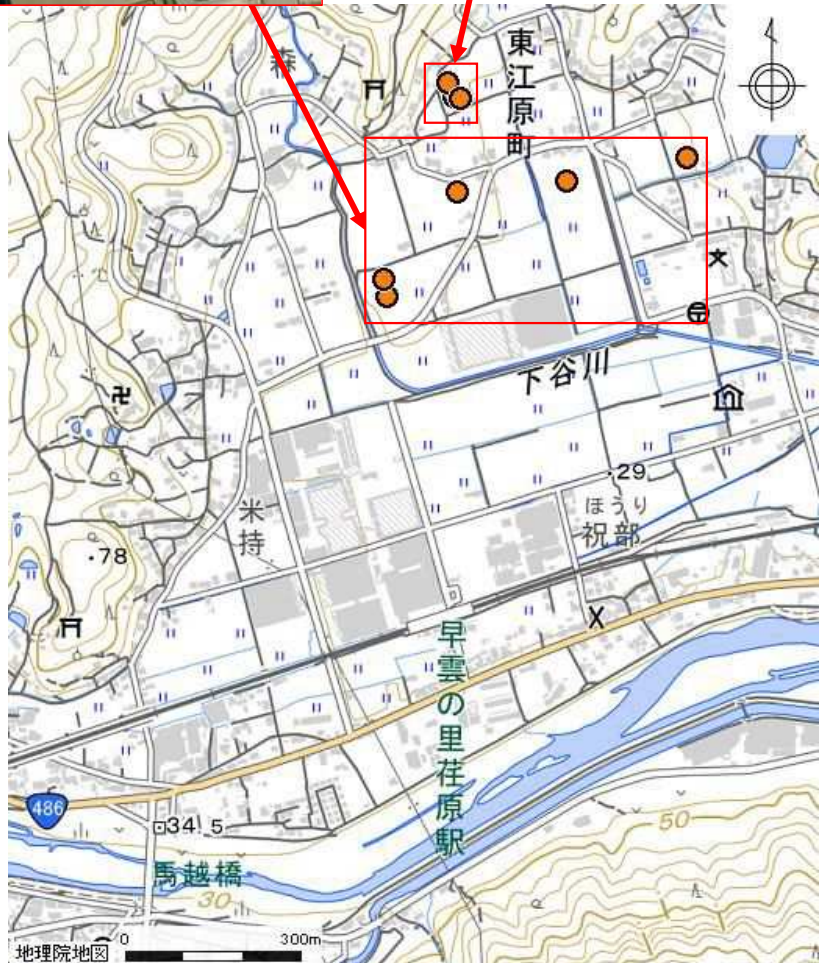 森
東江原町
下谷川
29
ほうり
祝部
米持
78
早雲の里荏原駅
486
34.5
馬越橋
30
50
地理院地図
0
300m